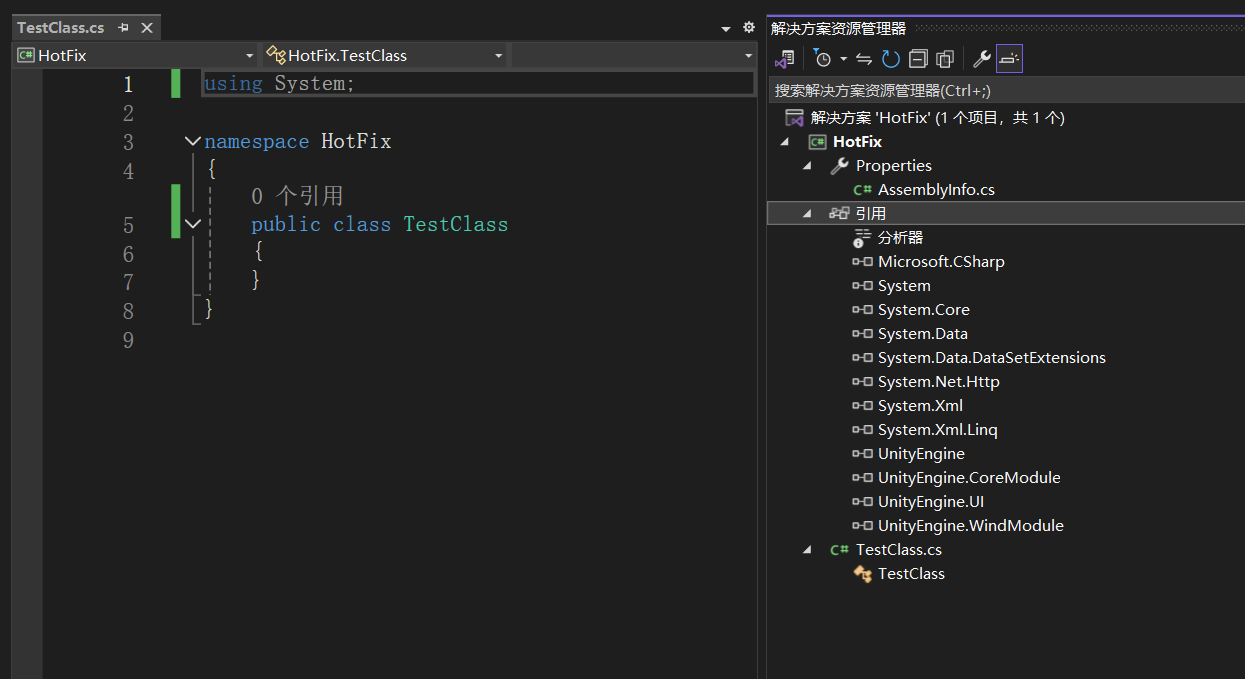 TestClass.cs
HotFix
HotFix.TestClass
1 using System;
2
3 namespace HotFix
4 {
0 个引用
5 public class TestClass
6 {
7 }
8 }
9
解决方案资源管理器
搜索解决方案资源管理器(Ctrl+;)
解决方案 'HotFix' (1 个项目，共 1 个)
C# HotFix
Properties
C# AssemblyInfo.cs
引用
分析器
Microsoft.CSharp
System
System.Core
System.Data
System.Data.DataSetExtensions
System.Net.Http
System.Xml
System.Xml.Linq
UnityEngine
UnityEngine.CoreModule
UnityEngine.UI
UnityEngine.WindModule
C# TestClass.cs
TestClass